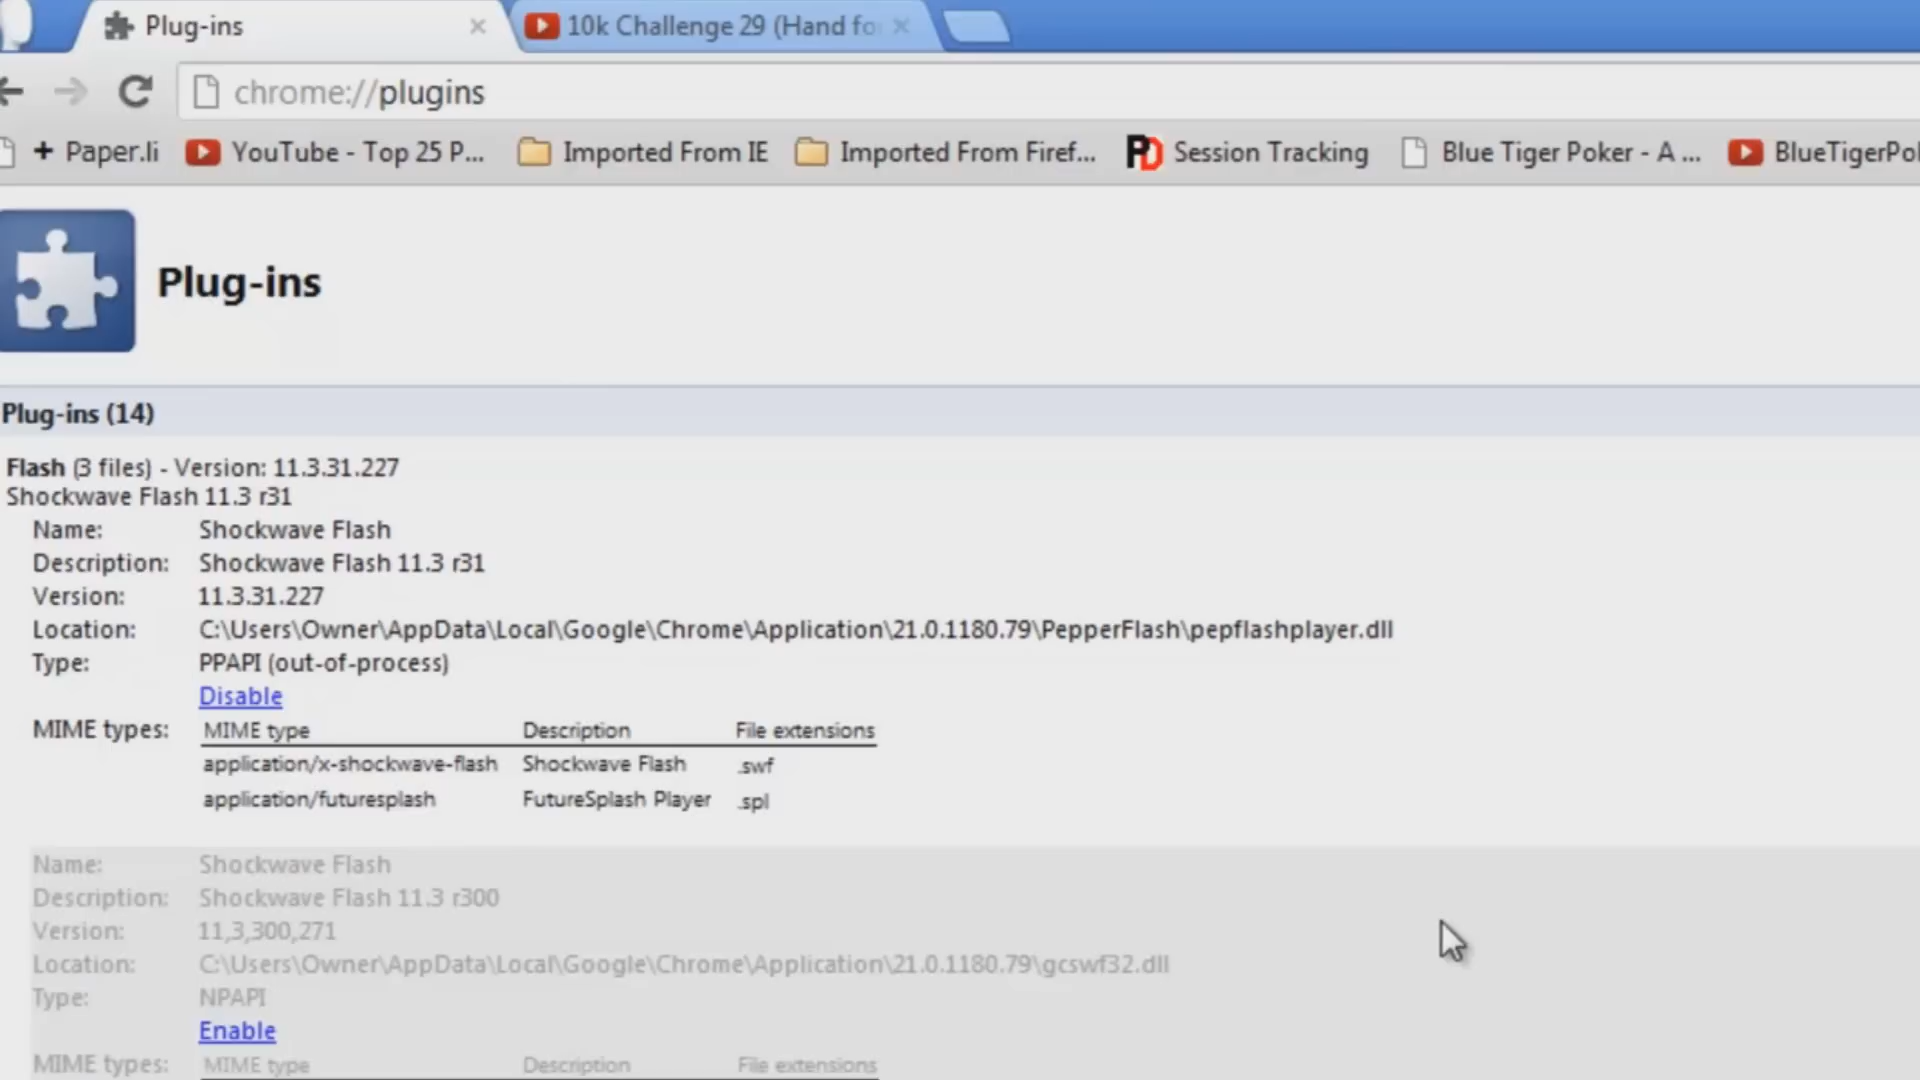 Plug-ins
10k Challenge 29 (Hand for
chrome://plugins
+ Paper.li
YouTube - Top 25 P...
Imported From IE
Imported From Firef...
Session Tracking
Blue Tiger Poker - A ...
BlueTigerPok
Plug-ins
Plug-ins (14)
Flash (3 files) - Version: 11.3.31.227
Shockwave Flash 11.3 r31
Name: Shockwave Flash
Description: Shockwave Flash 11.3 r31
Version: 11.3.31.227
Location: C:\Users\Owner\AppData\Local\Google\Chrome\Application\21.0.1180.79\PepperFlash\pepflashplayer.dll
Type: PPAPI (out-of-process)
Disable
MIME types: MIME type Description File extensions
application/x-shockwave-flash Shockwave Flash .swf
application/futuresplash FutureSplash Player .spl
Name: Shockwave Flash
Description: Shockwave Flash 11.3 r300
Version: 11,3,300,271
Location: C:\Users\Owner\AppData\Local\Google\Chrome\Application\21.0.1180.79\gcswf32.dll
Type: NPAPI
Enable
MIME types: MIME type Description File extensions